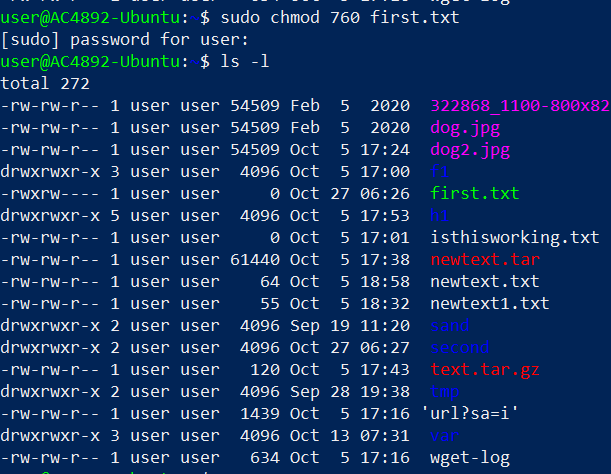 user@AC4892-Ubuntu:~$ sudo chmod 760 first.txt
[sudo] password for user:
user@AC4892-Ubuntu:~$ ls -l
total 272
-rw-rw-r-- 1 user user 54509 Feb  5  2020  322868_1100-800x82
-rw-rw-r-- 1 user user 54509 Feb  5  2020  dog.jpg
-rw-rw-r-- 1 user user 54509 Oct  5 17:24  dog2.jpg
drwxrwxr-x 3 user user  4096 Oct  5 17:00  fi
-rwxrw---- 1 user user     0 Oct 27 06:26  first.txt
drwxrwxr-x 5 user user  4096 Oct  5 17:53  hi
-rw-rw-r-- 1 user user     0 Oct  5 17:01  isthisworking.txt
-rw-rw-r-- 1 user user 61440 Oct  5 17:38  newtext.tar
-rw-rw-r-- 1 user user    64 Oct  5 18:58  newtext.txt
-rw-rw-r-- 1 user user    55 Oct  5 18:32  newtext1.txt
drwxrwxr-x 2 user user  4096 Sep 19 11:20  sand
drwxrwxr-x 2 user user  4096 Oct 27 06:27  second
-rw-rw-r-- 1 user user   120 Oct  5 17:43  text.tar.gz
drwxrwxr-x 2 user user  4096 Sep 28 19:38  tmp
-rw-rw-r-- 1 user user  1439 Oct  5 17:16 'url?sa=i'
drwxrwxr-x 3 user user  4096 Oct 13 07:31  var
-rw-rw-r-- 1 user user   634 Oct  5 17:16  wget-log